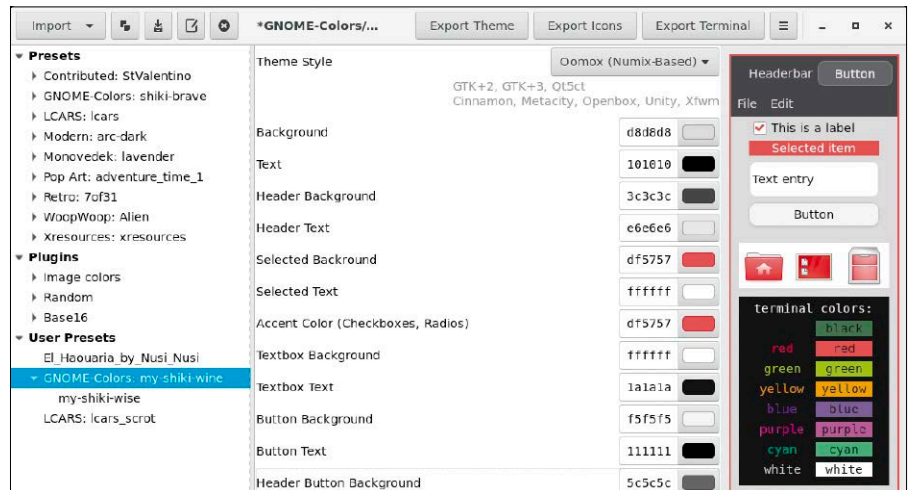 Import
*GNOME-Colors/...
Export Theme
Export Icons
Export Terminal
Presets
Contributed: StValentino
GNOME-Colors: shiki-brave
LCARS: lcars
Modern: arc-dark
Monovedek: lavender
Pop Art: adventure_time_1
Retro: 7of31
WoopWoop: Alien
Xresources: xresources
Plugins
Image colors
Random
Base16
User Presets
El_Haouaria_by_Nusi_Nusi
GNOME-Colors: my-shiki-wine
my-shiki-wise
LCARS: lcars_scrot
Theme Style
Oomox (Numix-Based)
GTK+2, GTK+3, Qt5ct
Cinnamon, Metacity, Openbox, Unity, Xfwm
Background d8d8d8
Text 101010
Header Background 3c3c3c
Header Text e6e6e6
Selected Backround df5757
Selected Text ffffff
Accent Color (Checkboxes, Radios) df5757
Textbox Background ffffff
Textbox Text 1a1a1a
Button Background f5f5f5
Button Text 111111
Header Button Background 5c5c5c
Headerbar Button
File Edit
This is a label
Selected item
Text entry
Button
terminal colors:
black
red red
green green
yellow yellow
blue blue
purple purple
cyan cyan
white white